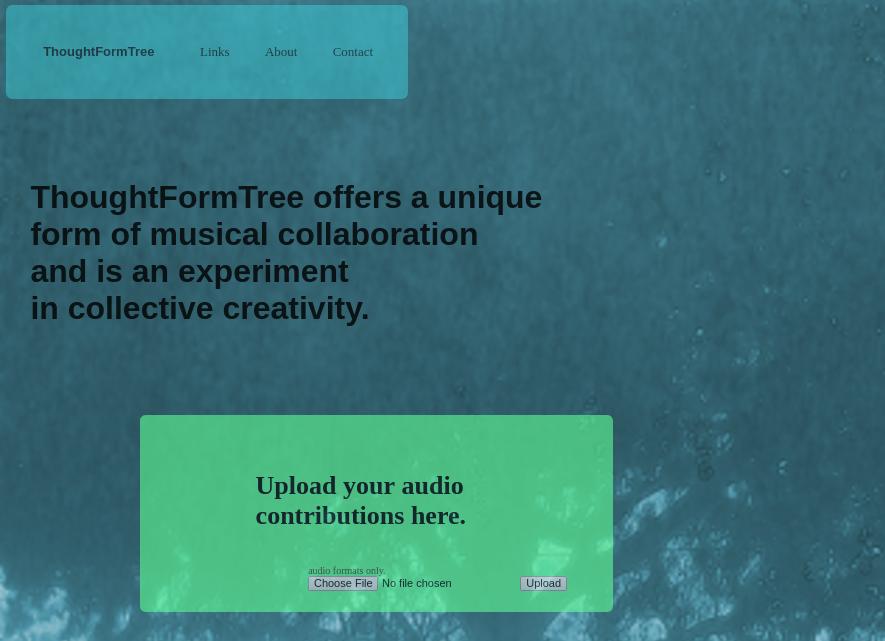 ThoughtFormTree Links About Contact
ThoughtFormTree offers a unique
form of musical collaboration
and is an experiment
in collective creativity.
Upload your audio
contributions here.
audio formats only.
Choose File No file chosen Upload